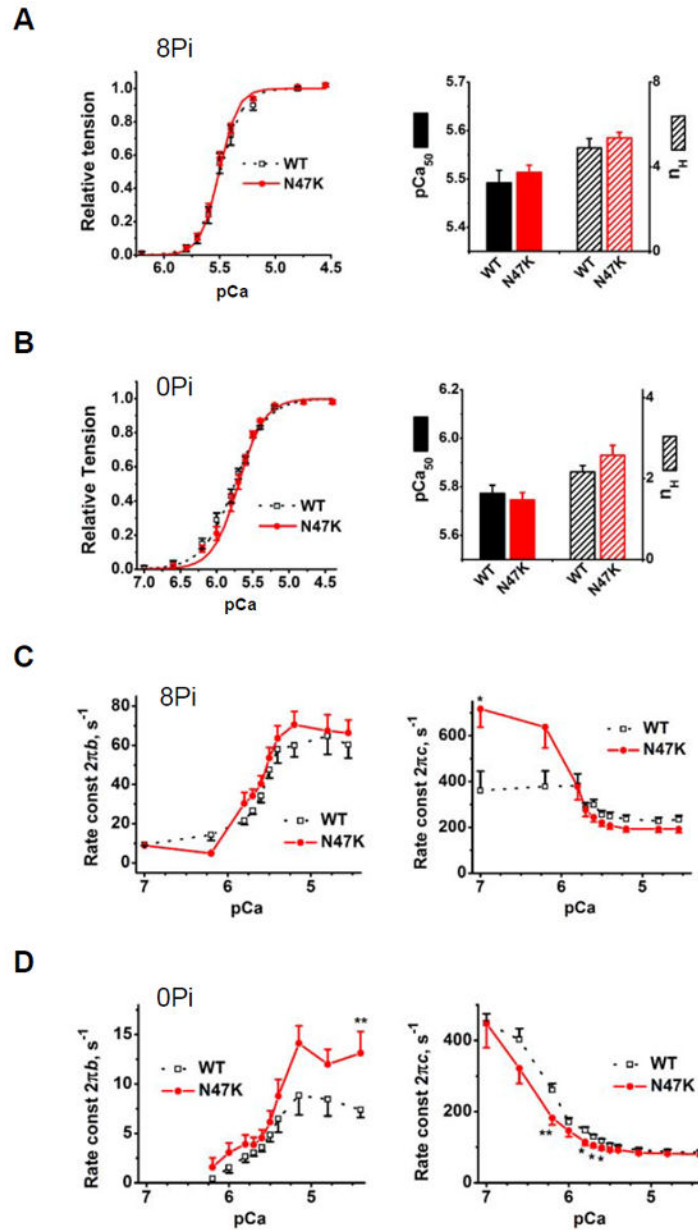 A
8Pi
Relative tension
1.0
0.8
0.6
0.4
0.2
0.0
6.0 5.5 5.0 4.5
pCa
WT
N47K
pCa50
5.7
5.6
5.5
5.4
WT N47K WT N47K
8
4
0
nH
B
0Pi
Relative Tension
1.0
0.8
0.6
0.4
0.2
0.0
7.0 6.5 6.0 5.5 5.0 4.5
pCa
WT
N47K
pCa50
6.2
6.0
5.8
5.6
WT N47K WT N47K
4
2
0
nH
C
8Pi
Rate const 2πb, s-1
80
60
40
20
0
7 6 5
pCa
WT
N47K
Rate const 2πc, s-1
600
400
200
0
7 6 5
pCa
*
WT
N47K
D
0Pi
Rate const 2πb, s-1
15
10
5
0
7 6 5
pCa
WT
N47K
**
Rate const 2πc, s-1
400
200
0
7 6 5
pCa
WT
N47K
**
* * *